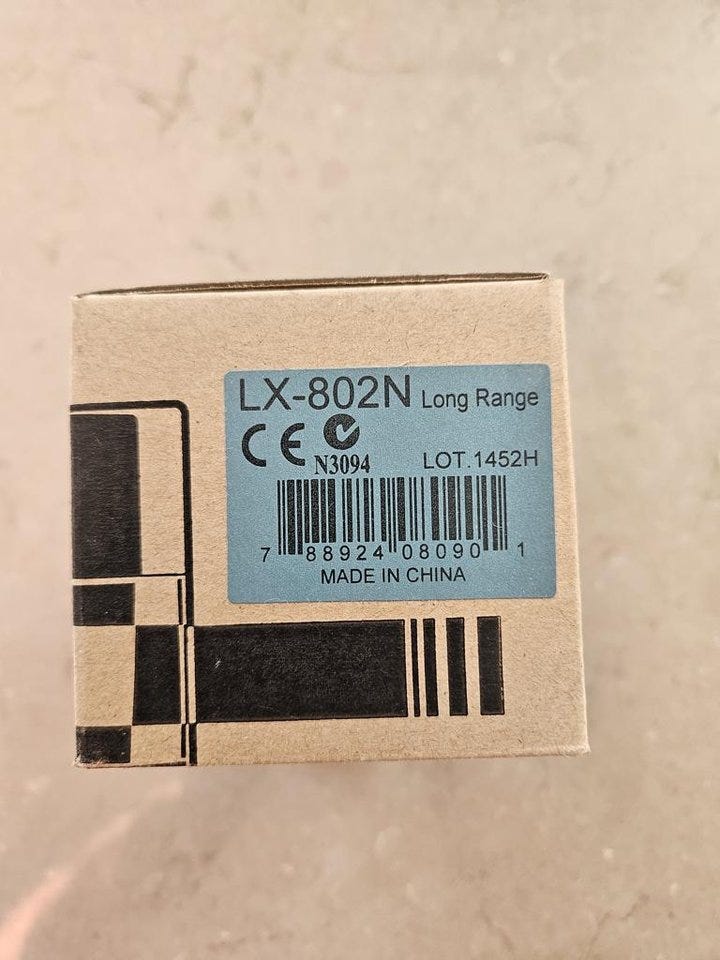 LX-802N Long Range
CE N3094 LOT.1452H
7 88924 08090 1
MADE IN CHINA